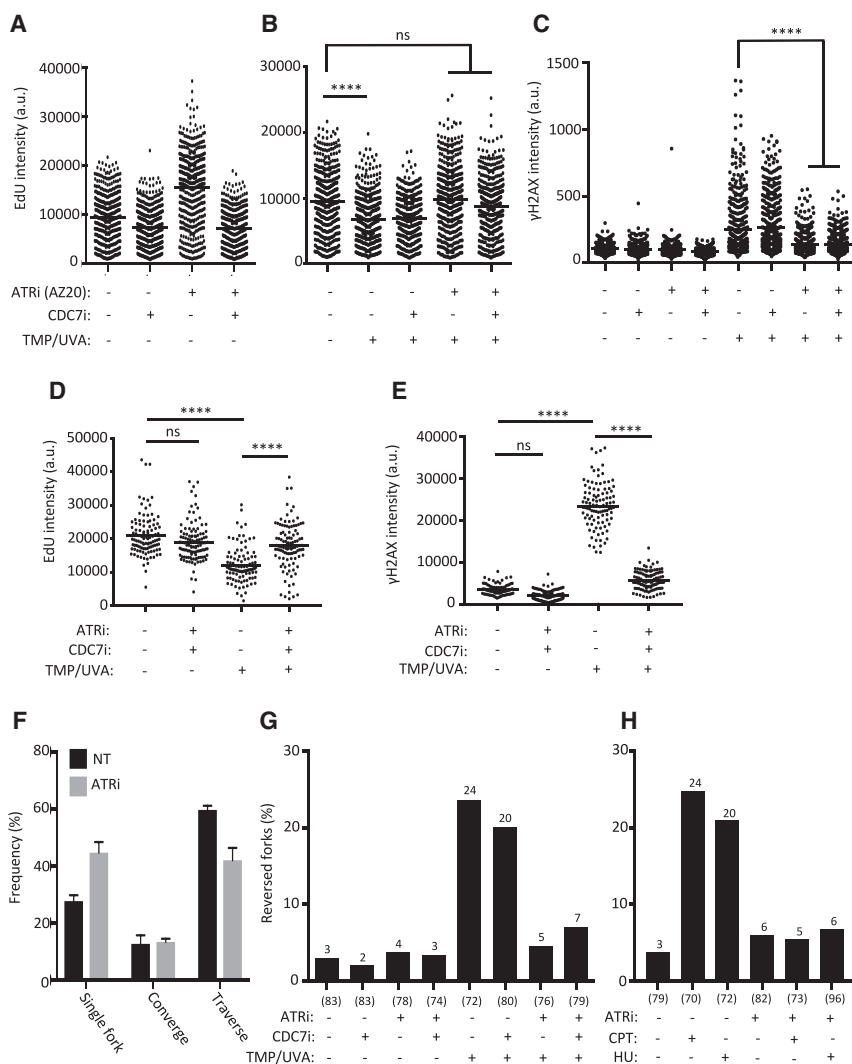 A
B
C
EdU intensity (a.u.)
40000
30000
20000
10000
0
30000
20000
10000
0
ns
****
γH2AX intensity (a.u.)
1500
1000
500
0
****
ATRi (AZ20): - - + +
CDC7i: - + - +
- - - + +
- - + - +
TMP/UVA: - + + + +
- - + + - - + +
- + - + - + - +
- - - - + + + +
D
E
EdU intensity (a.u.)
50000
40000
30000
20000
10000
0
****
ns
****
ATRi: - + - +
CDC7i: - + - +
TMP/UVA: - - + +
γH2AX intensity (a.u.)
40000
30000
20000
10000
0
****
ns
****
ATRi: - + - +
CDC7i: - + - +
TMP/UVA: - - + +
F
G
H
Frequency (%)
80
60
40
20
0
NT
ATRi
Single fork
Converge
Traverse
Reversed forks (%)
30
20
10
0
3 2 4 3 24 20 5 7
(83) (83) (78) (74) (72) (80) (76) (79)
ATRi: - - + + - - + +
CDC7i: - + - + - + - +
TMP/UVA: - - - - + + + +
30
20
10
0
3 24 20 6 5 6
(79) (70) (72) (82) (73) (96)
ATRi: - - - + + +
CPT: - + - - + -
HU: - - + - - +